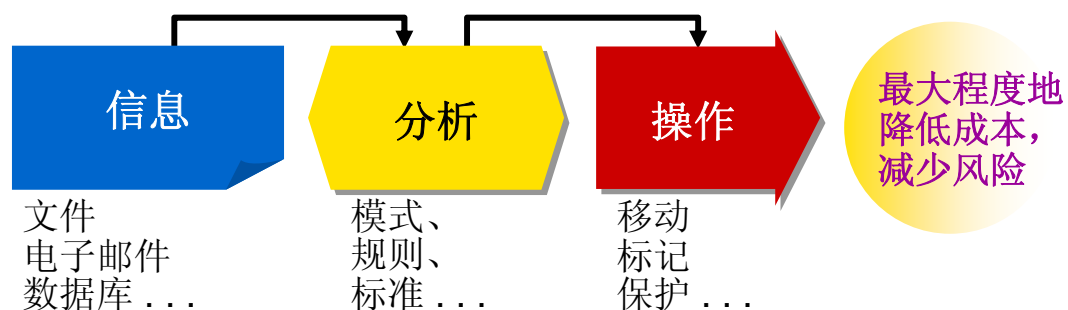 信息
分析
操作
最大程度地
降低成本,
减少风险
文件
电子邮件
数据库 ...
模式、
规则、
标准 ...
移动
标记
保护 ...